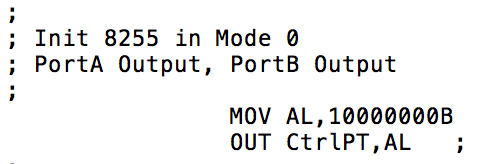 ;
; Init 8255 in Mode 0
; PortA Output, PortB Output
;
MOV AL,10000000B
OUT CtrlPT,AL ;